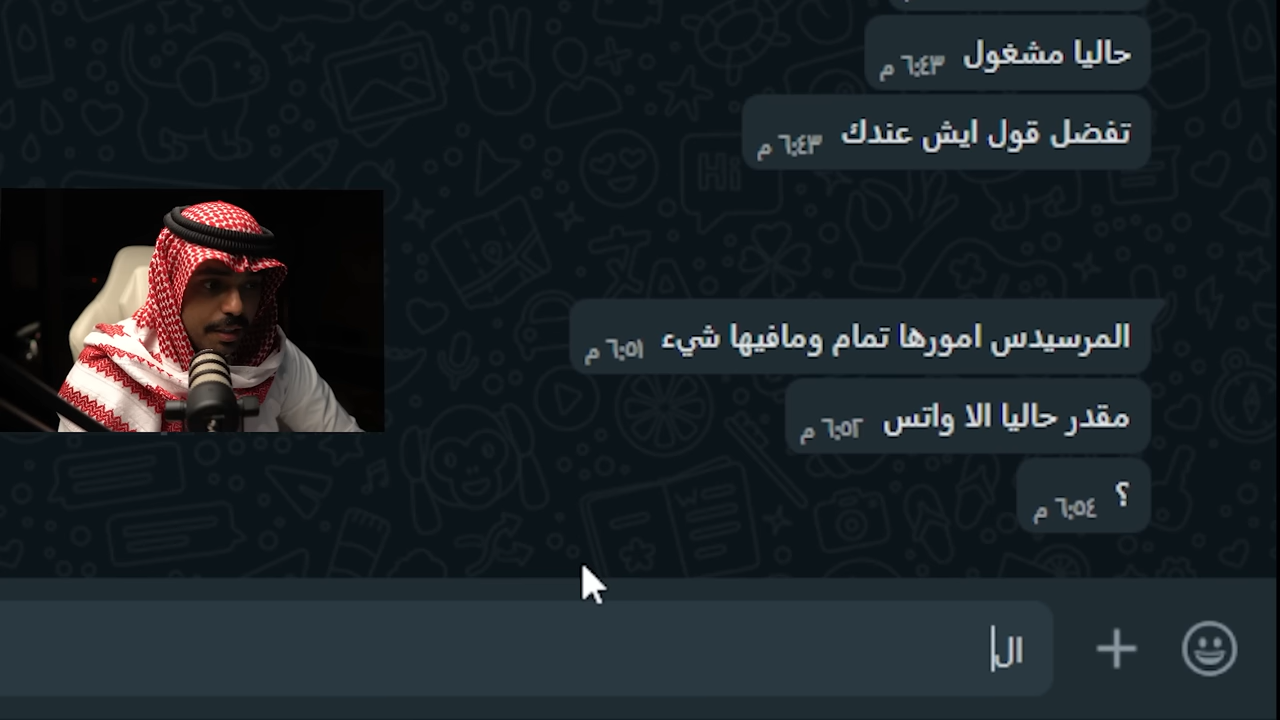 حاليا مشغول ٦:٤٣ م
تفضل قول ايش عندك ٦:٤٣ م
Hi
المرسيدس امورها تمام ومافيها شيء ٦:٥١ م
مقدر حاليا الا واتس ٦:٥٢ م
؟ ٦:٥٤ م
ال